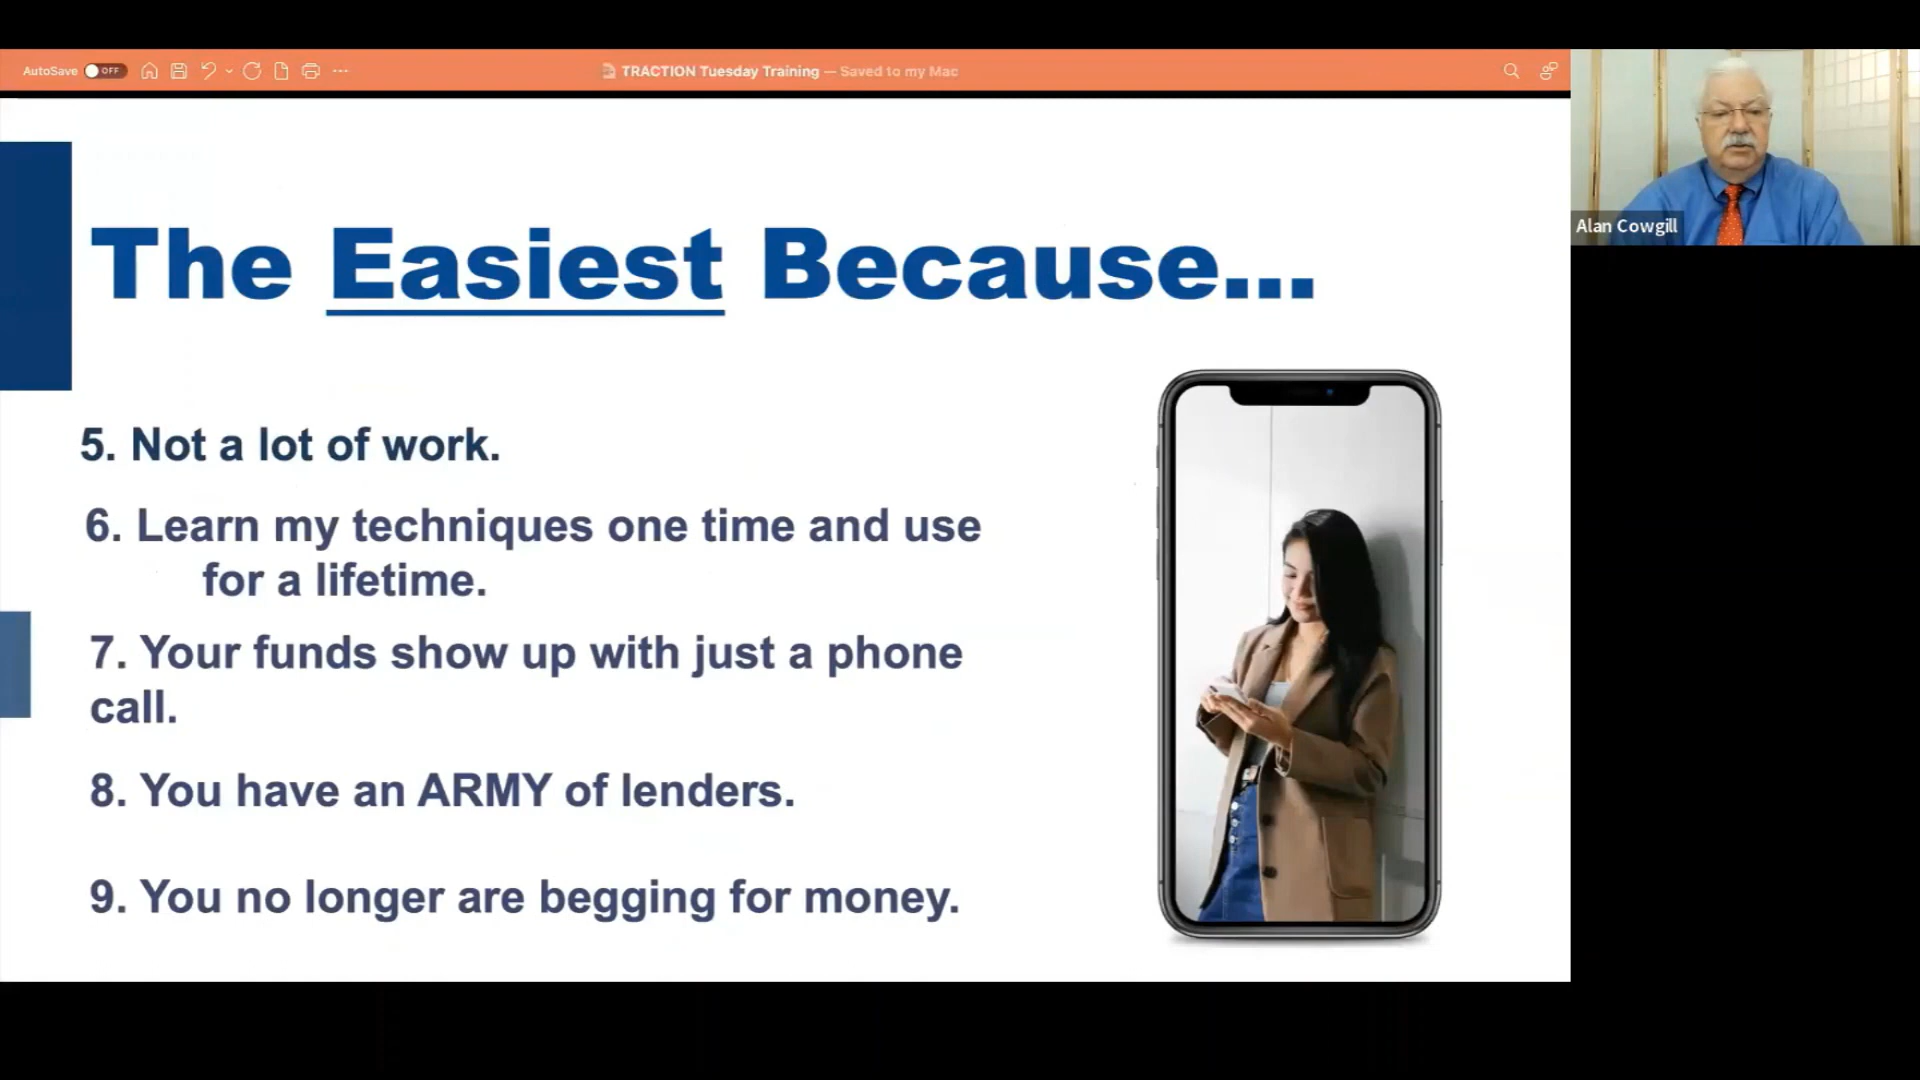 AutoSave OFF
TRACTION Tuesday Training — Saved to my Mac
Alan Cowgill
The Easiest Because...
5. Not a lot of work.
6. Learn my techniques one time and use
for a lifetime.
7. Your funds show up with just a phone
call.
8. You have an ARMY of lenders.
9. You no longer are begging for money.